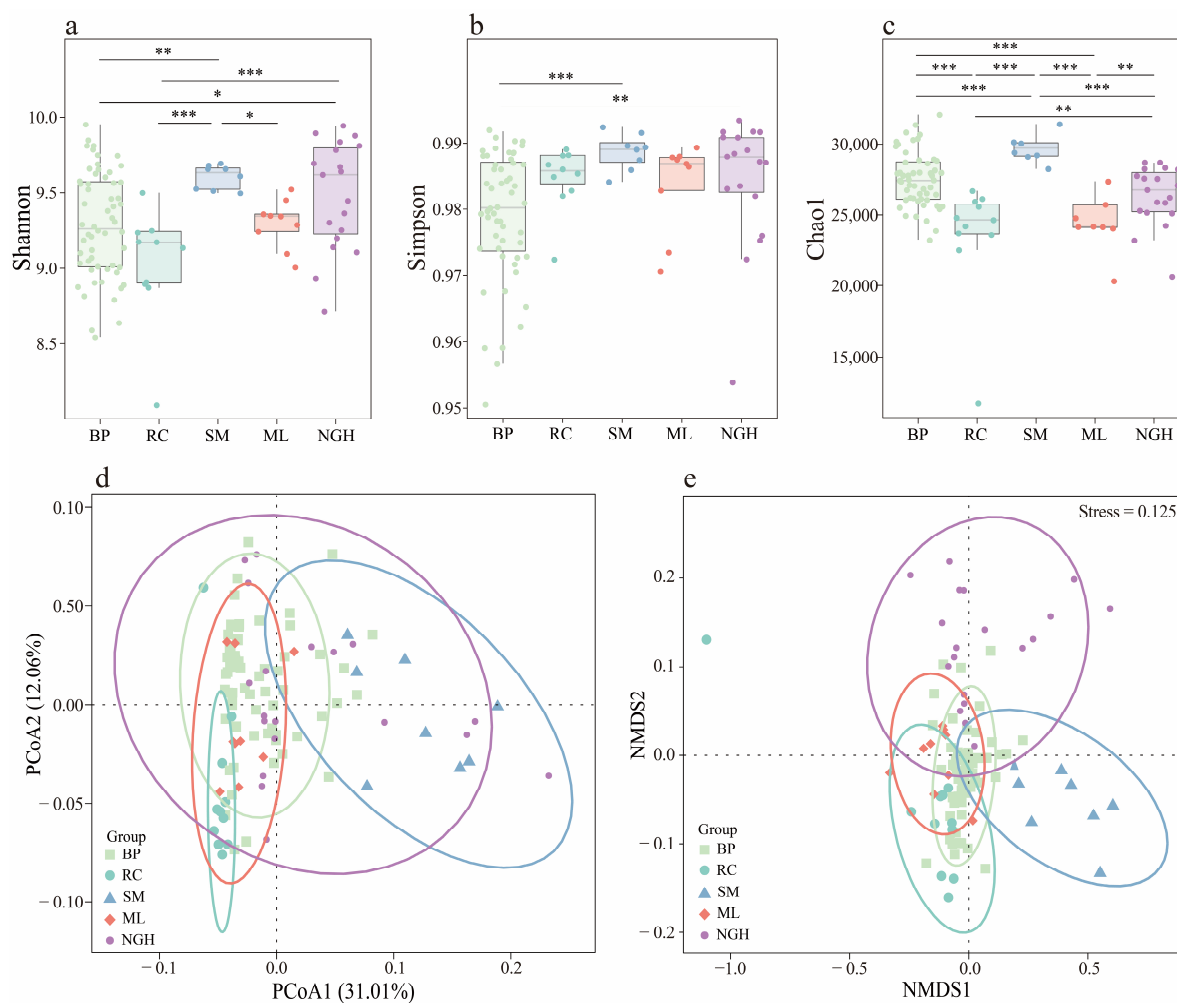 a
**
***
*
***
*
Shannon
10.0
9.5
9.0
8.5
BP RC SM ML NGH
b
***
**
Simpson
0.99
0.98
0.97
0.96
0.95
BP RC SM ML NGH
c
***
*** *** *** **
*** ***
**
Chao1
30,000
25,000
20,000
15,000
BP RC SM ML NGH
d
PCoA2 (12.06%)
0.10
0.50
0.00
−0.05
−0.10
Group
BP
RC
SM
ML
NGH
−0.1 0.0 0.1 0.2
PCoA1 (31.01%)
e
Stress = 0.125
NMDS2
0.2
0.1
0.0
−0.1
−0.2
Group
BP
RC
SM
ML
NGH
−1.0 −0.5 0.0 0.5
NMDS1